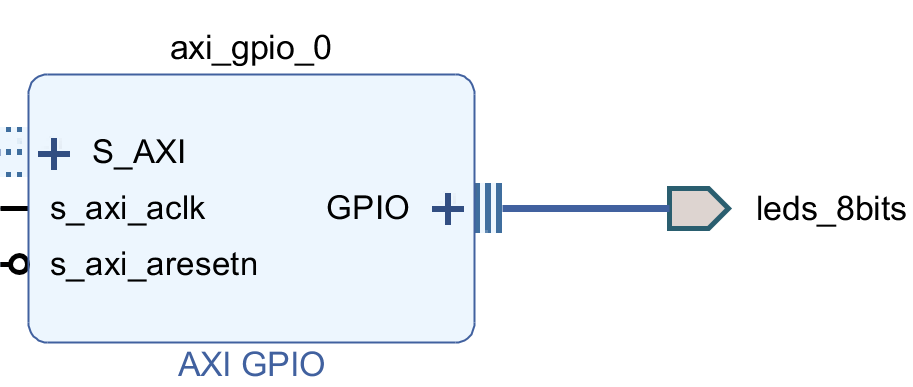 axi_gpio_0
S_AXI
s_axi_aclk
s_axi_aresetn
GPIO
leds_8bits
AXI GPIO